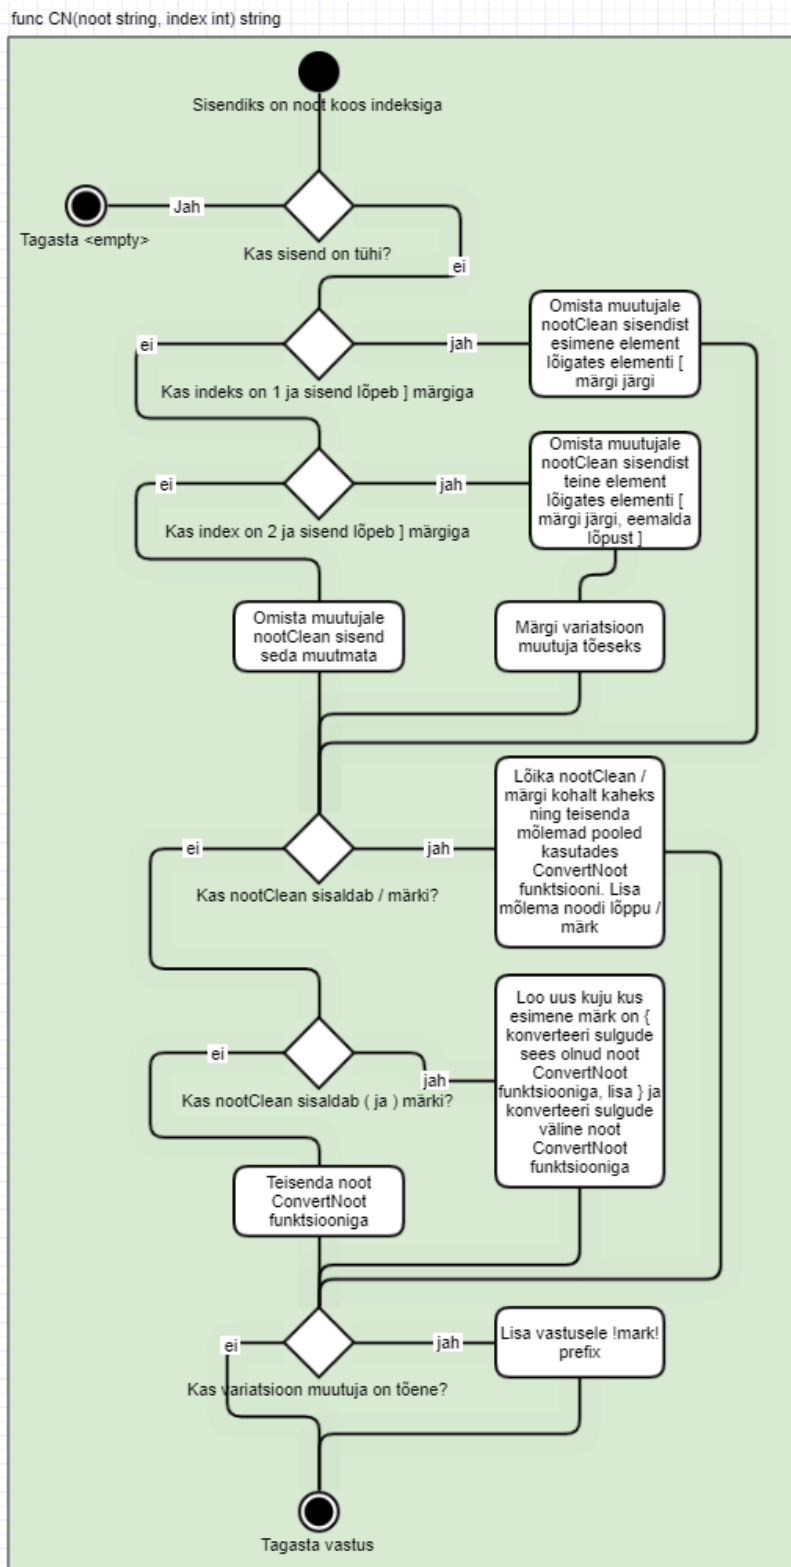 func CN(noot string, index int) string
Sisendiks on noot koos indeksiga
Jah
Tagasta <empty>
Kas sisend on tühi?
ei
ei
jah
Omista muutujale
nootClean sisendist
esimene element
lõigates elementi [
märgi järgi
Kas indeks on 1 ja sisend lõpeb ] märgiga
ei
jah
Omista muutujale
nootClean sisendist
teine element
lõigates elementi [
märgi järgi, eemalda
lõpust ]
Kas index on 2 ja sisend lõpeb ] märgiga
Omista muutujale
nootClean sisend
seda muutmata
Märgi variatsioon
muutuja tõeseks
ei
jah
Lõika nootClean /
märgi kohalt kaheks
ning teisenda
mõlemad pooled
kasutades
ConvertNoot
funktsiooni. Lisa
mõlema noodi lõppu /
märk
Kas nootClean sisaldab / märki?
ei
jah
Loo uus kuju kus
esimene märk on {
konverteeri sulgude
sees olnud noot
ConvertNoot
funktsiooniga, lisa } ja
konverteeri sulgude
väline noot
ConvertNoot
funktsiooniga
Kas nootClean sisaldab ( ja ) märki?
Teisenda noot
ConvertNoot
funktsiooniga
ei
jah
Lisa vastusele !mark!
prefix
Kas variatsioon muutuja on tõene?
Tagasta vastus